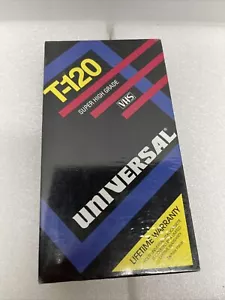 T-120
SUPER HIGH GRADE
VHS
UNIVERSAL
LIFETIME WARRANTY